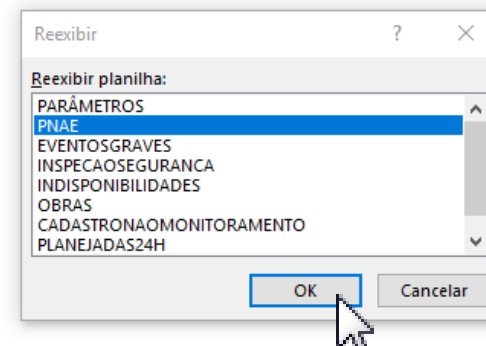 Reexibir ?
Reexibir planilha:
PARÂMETROS
PNAE
EVENTOSGRAVES
INSPECAOSEGURANCA
INDISPONIBILIDADES
OBRAS
CADASTRONAOMONITORAMENTO
PLANEJADAS24H
OK Cancelar